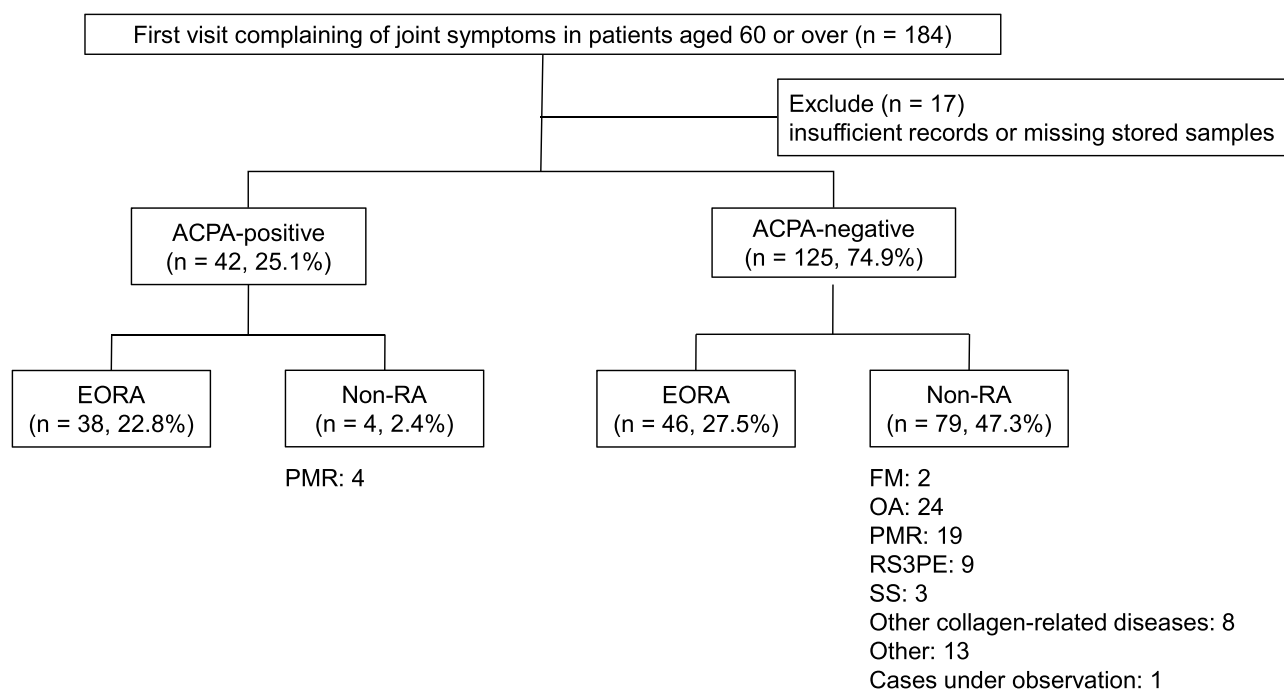 First visit complaining of joint symptoms in patients aged 60 or over (n = 184)
Exclude (n = 17)
insufficient records or missing stored samples
ACPA-positive
(n = 42, 25.1%)
ACPA-negative
(n = 125, 74.9%)
EORA
(n = 38, 22.8%)
Non-RA
(n = 4, 2.4%)
EORA
(n = 46, 27.5%)
Non-RA
(n = 79, 47.3%)
PMR: 4
FM: 2
OA: 24
PMR: 19
RS3PE: 9
SS: 3
Other collagen-related diseases: 8
Other: 13
Cases under observation: 1